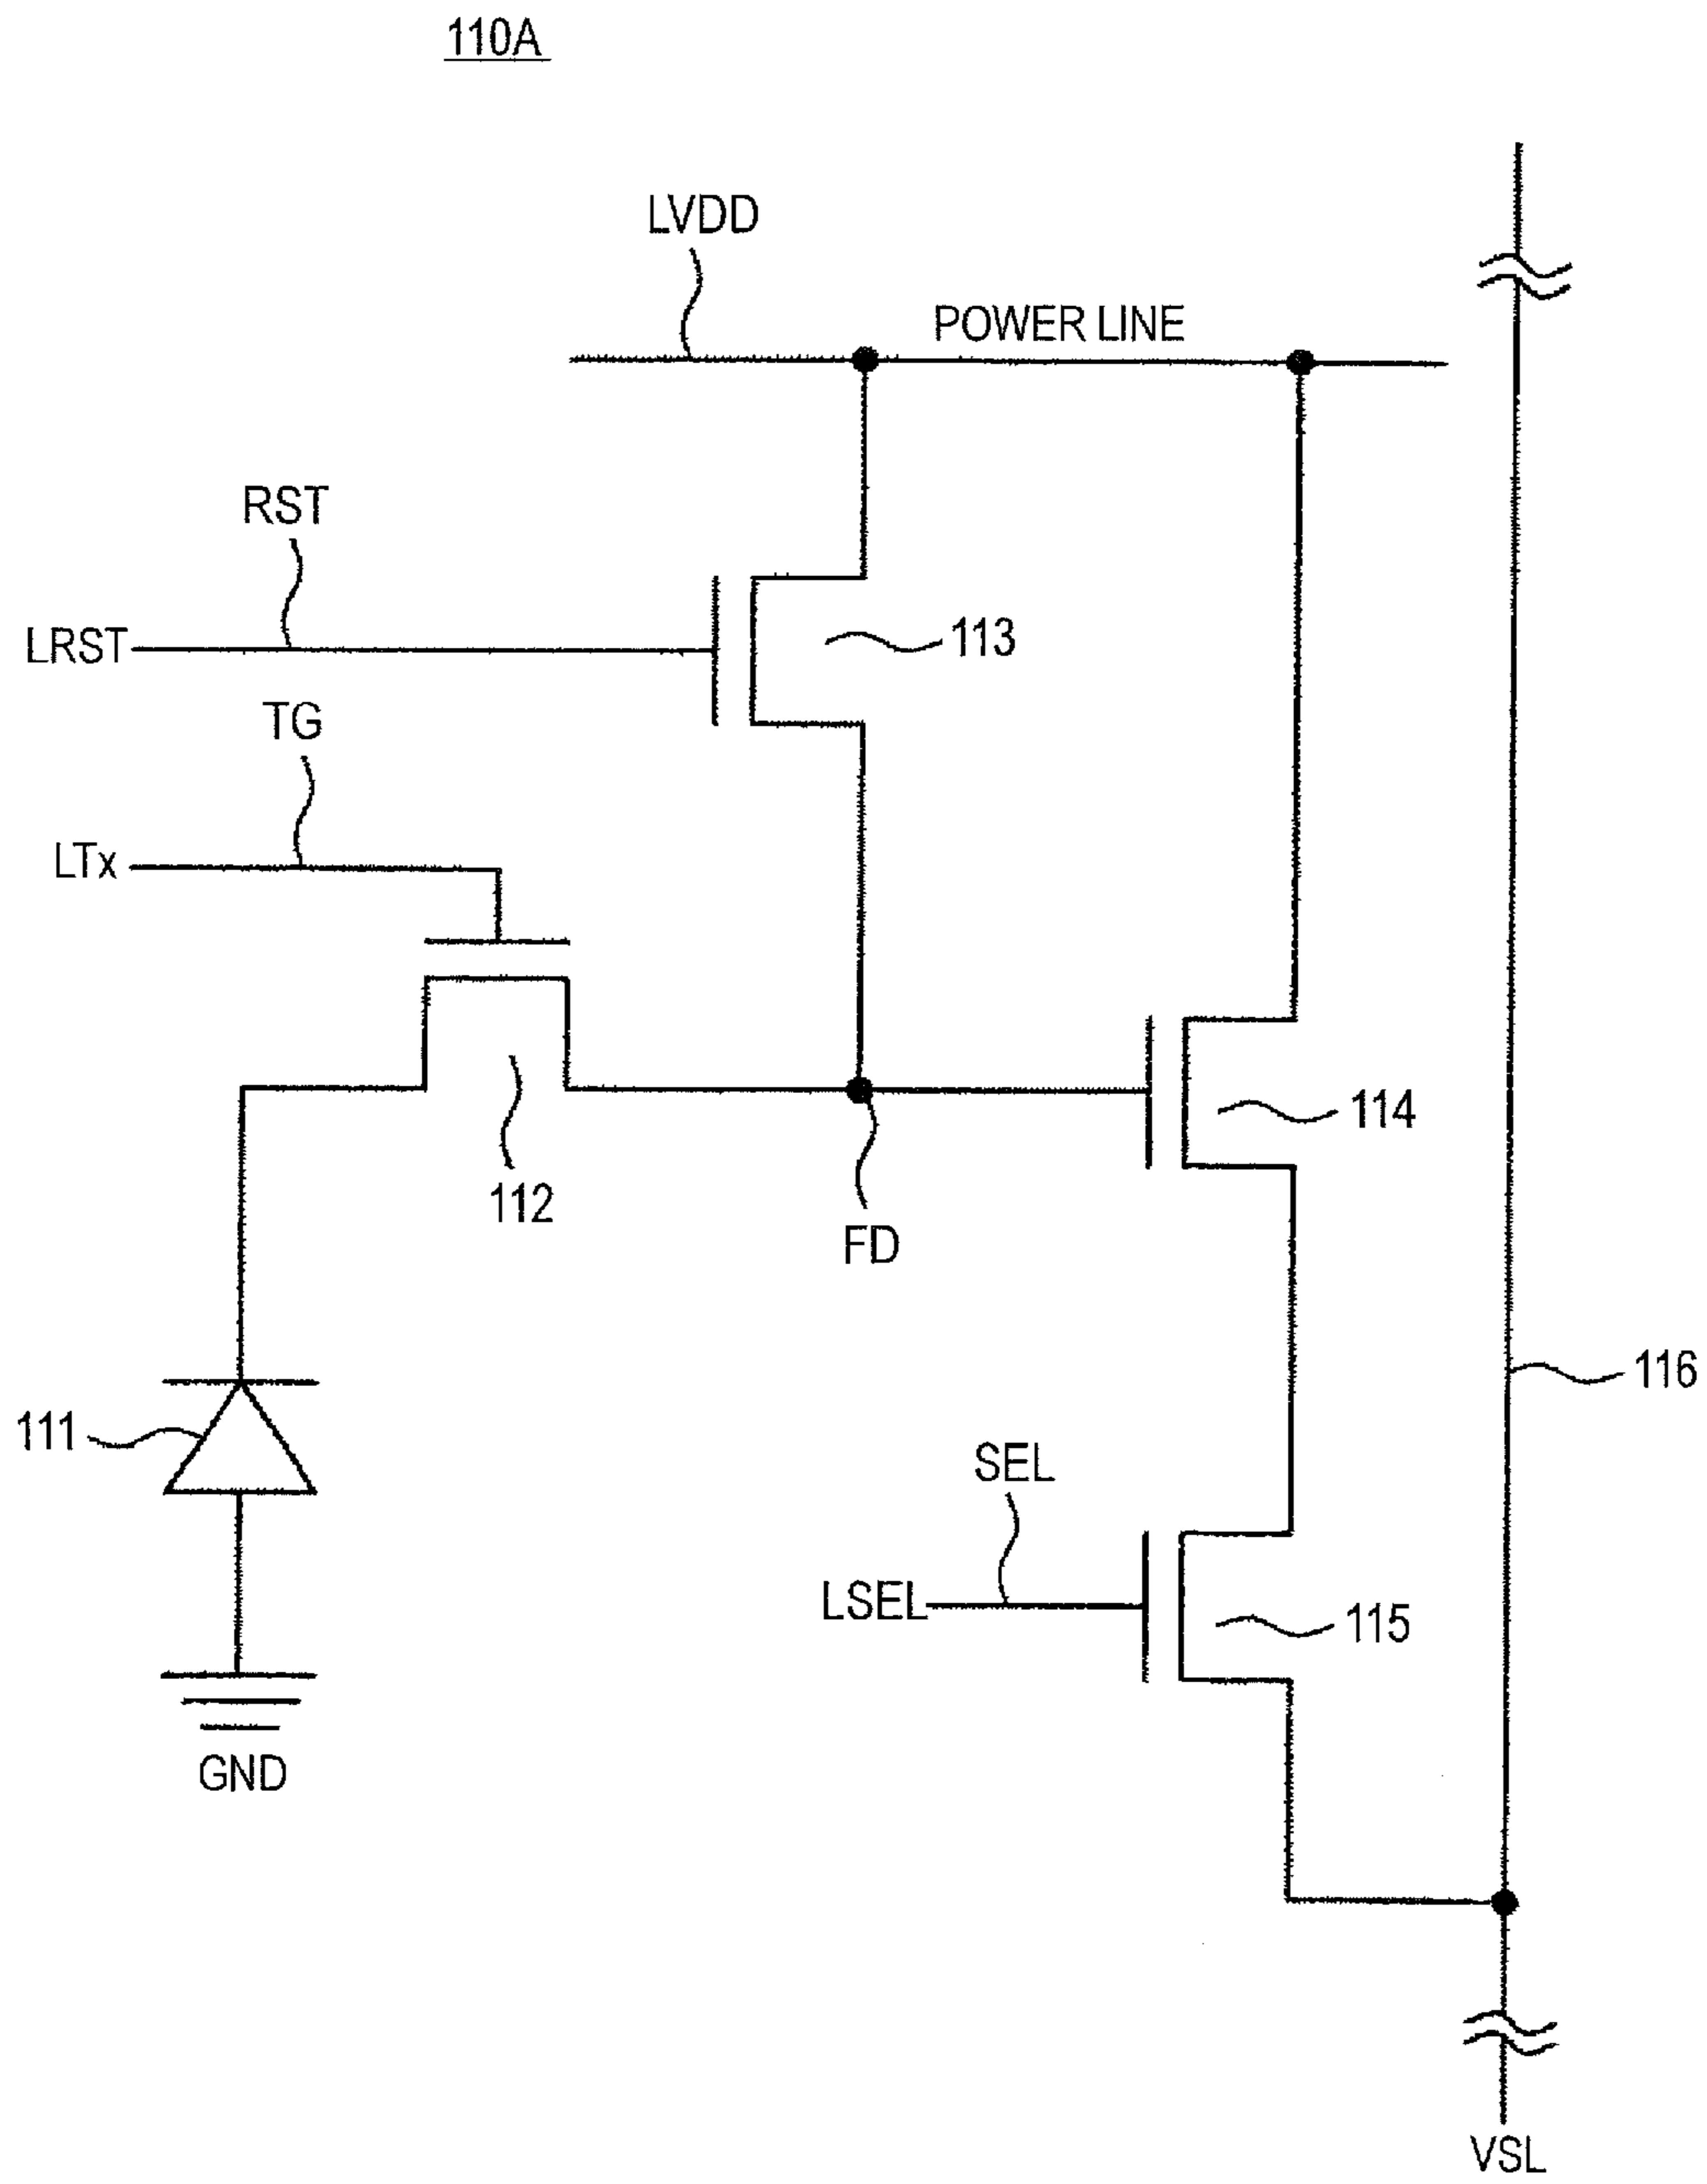 110A
LVDD
POWER LINE
RST
LRST
113
TG
LTx
114
112
FD
116
111
SEL
LSEL
115
GND
VSL